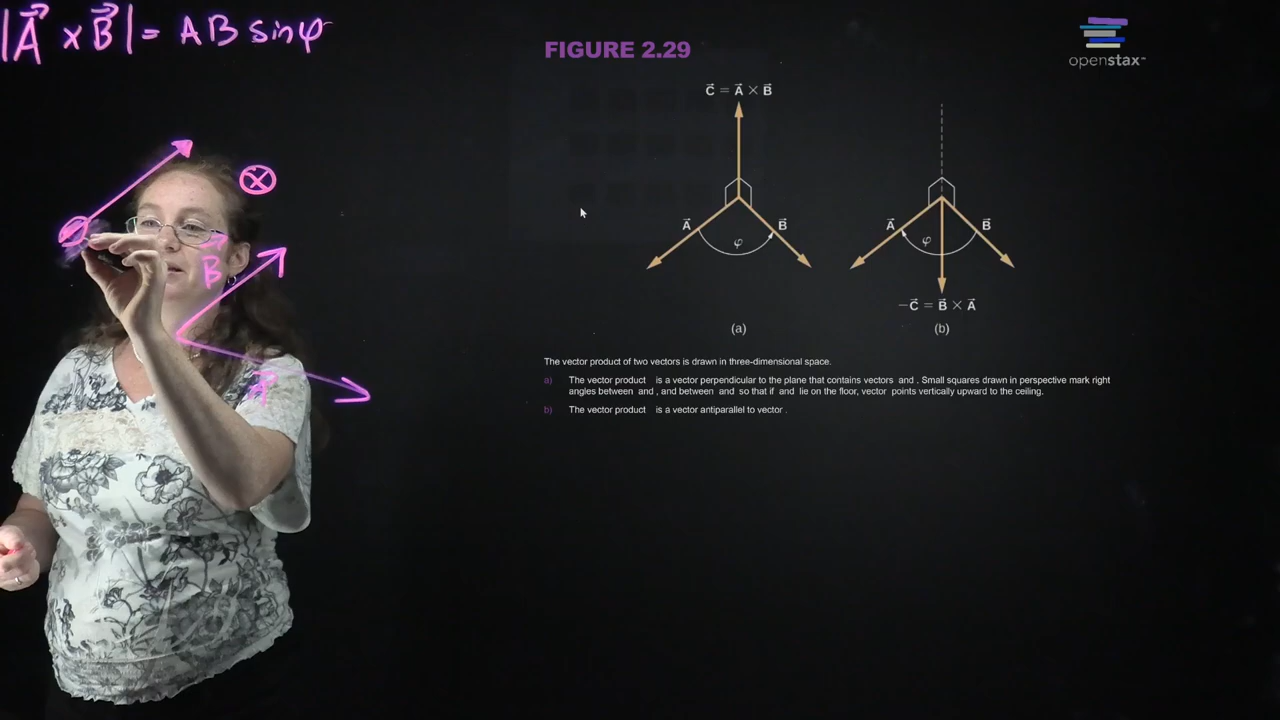 |A⃗ × B⃗| = AB sinφ
B⃗
A⃗
FIGURE 2.29
openstax™
C⃗ = A⃗ × B⃗
A⃗ B⃗ A⃗ B⃗
φ φ
−C⃗ = B⃗ × A⃗
(a) (b)
The vector product of two vectors is drawn in three-dimensional space.
a) The vector product is a vector perpendicular to the plane that contains vectors and . Small squares drawn in perspective mark right
angles between and , and between and so that if and lie on the floor, vector points vertically upward to the ceiling.
b) The vector product is a vector antiparallel to vector .